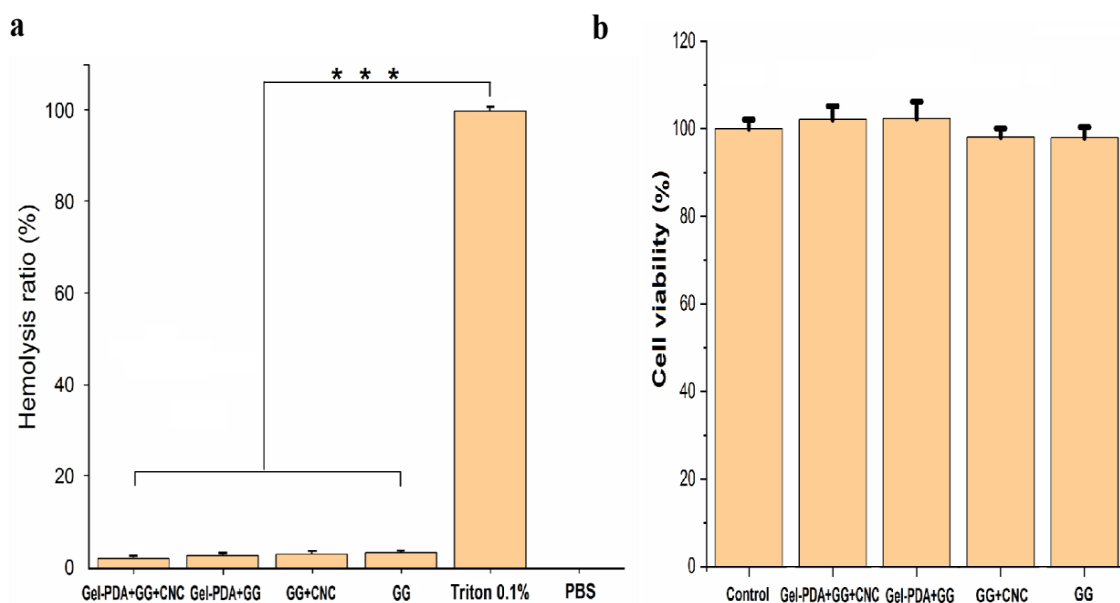 a
Hemolysis ratio (%)
100
80
60
40
20
0
* * *
Gel-PDA+GG+CNC Gel-PDA+GG GG+CNC GG Triton 0.1% PBS
b
Cell viability (%)
120
100
80
60
40
20
0
Control Gel-PDA+GG+CNC Gel-PDA+GG GG+CNC GG